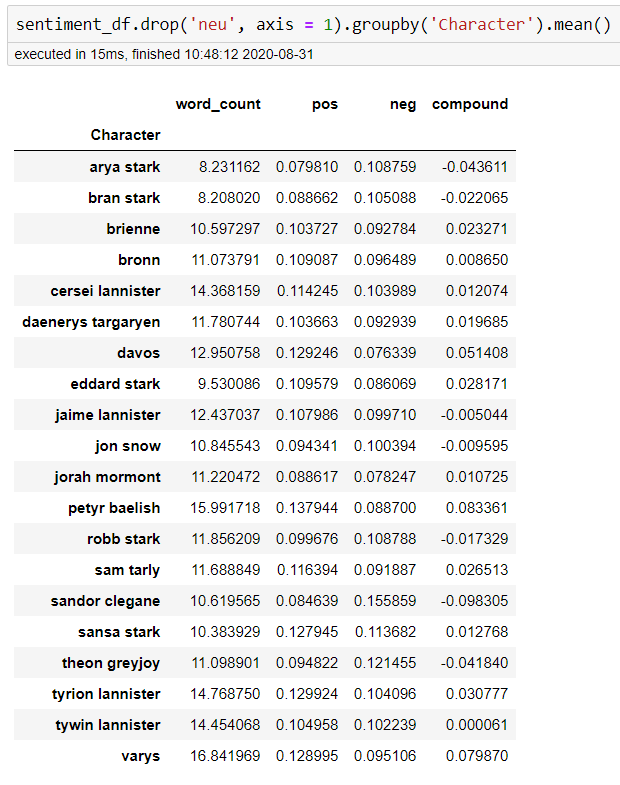 sentiment_df.drop('neu', axis = 1).groupby('Character').mean()
executed in 15ms, finished 10:48:12 2020-08-31
word_count pos neg compound
Character
arya stark 8.231162 0.079810 0.108759 -0.043611
bran stark 8.208020 0.088662 0.105088 -0.022065
brienne 10.597297 0.103727 0.092784 0.023271
bronn 11.073791 0.109087 0.096489 0.008650
cersei lannister 14.368159 0.114245 0.103989 0.012074
daenerys targaryen 11.780744 0.103663 0.092939 0.019685
davos 12.950758 0.129246 0.076339 0.051408
eddard stark 9.530086 0.109579 0.086069 0.028171
jaime lannister 12.437037 0.107986 0.099710 -0.005044
jon snow 10.845543 0.094341 0.100394 -0.009595
jorah mormont 11.220472 0.088617 0.078247 0.010725
petyr baelish 15.991718 0.137944 0.088700 0.083361
robb stark 11.856209 0.099676 0.108788 -0.017329
sam tarly 11.688849 0.116394 0.091887 0.026513
sandor clegane 10.619565 0.084639 0.155859 -0.098305
sansa stark 10.383929 0.127945 0.113682 0.012768
theon greyjoy 11.098901 0.094822 0.121455 -0.041840
tyrion lannister 14.768750 0.129924 0.104096 0.030777
tywin lannister 14.454068 0.104958 0.102239 0.000061
varys 16.841969 0.128995 0.095106 0.079870